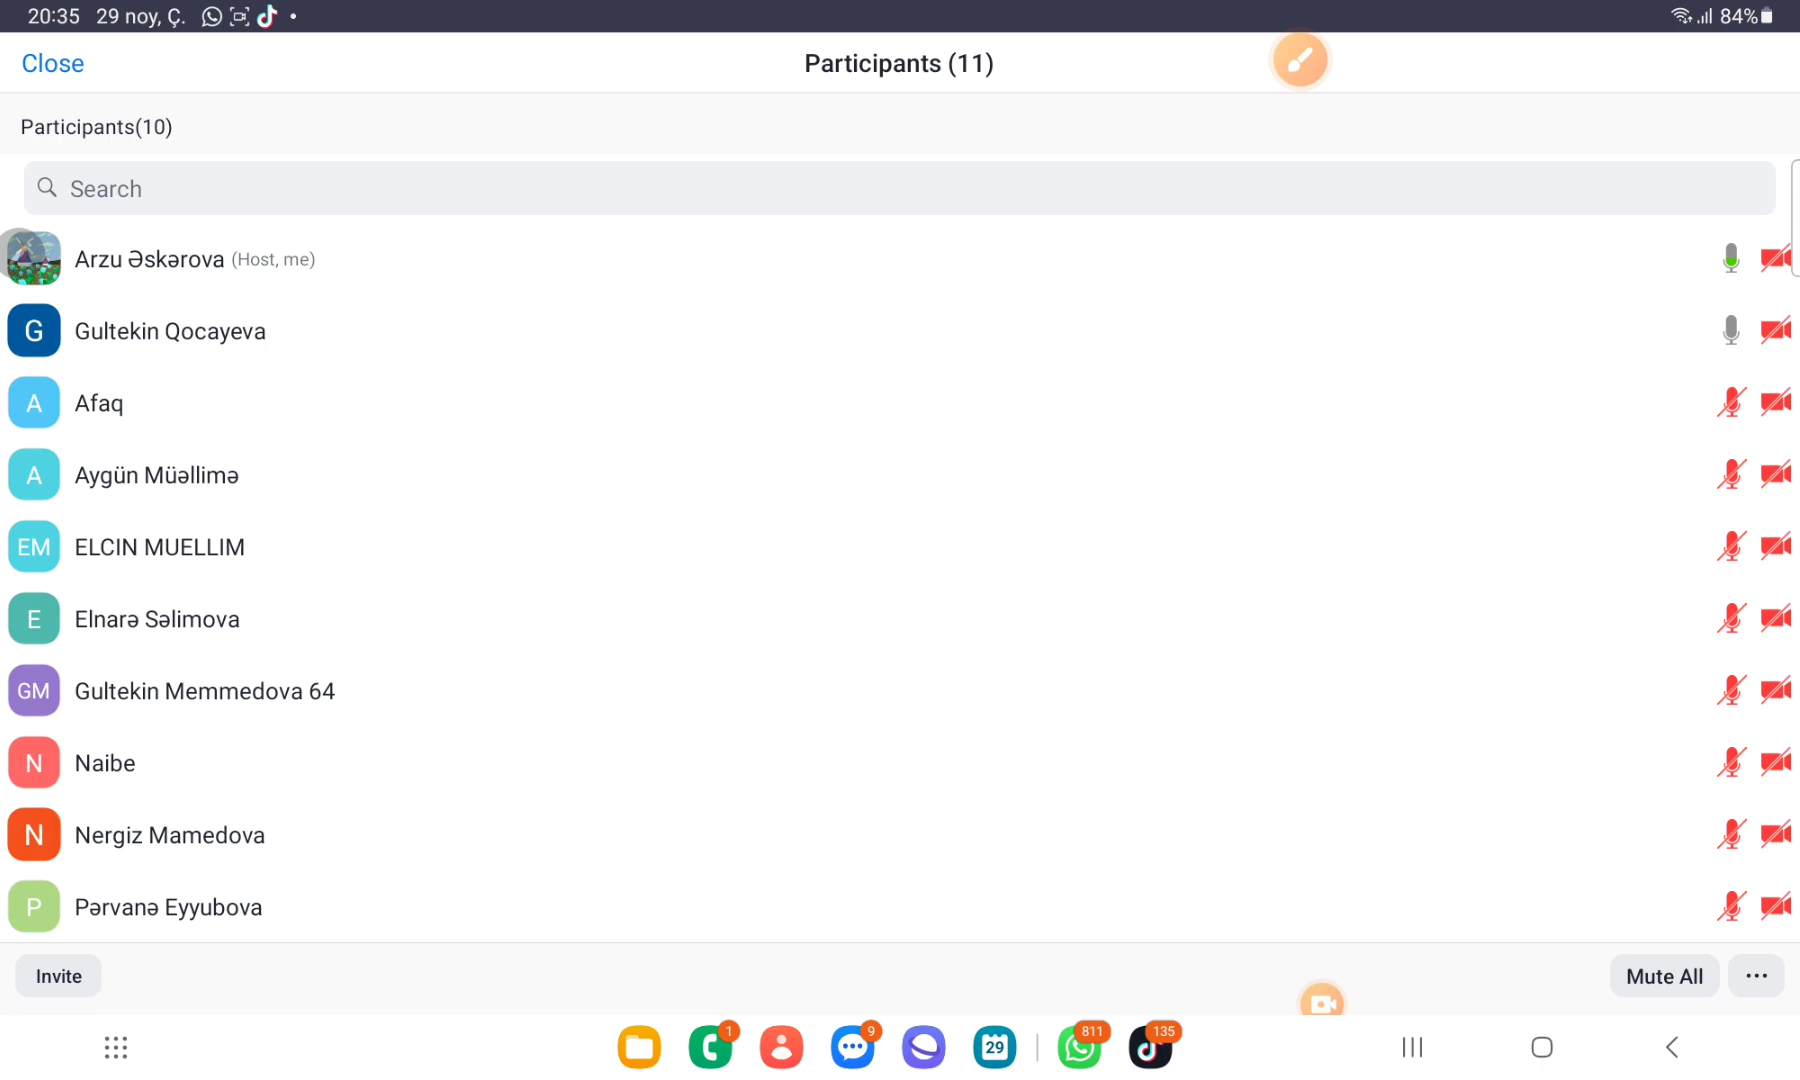 20:35 29 noy, Ç. 84%
Close Participants (11)
Participants(10)
Search
Arzu Əskərova (Host, me)
G Gultekin Qocayeva
A Afaq
A Aygün Müəllimə
EM ELCIN MUELLIM
E Elnarə Səlimova
GM Gultekin Memmedova 64
N Naibe
N Nergiz Mamedova
P Pərvanə Eyyubova
Invite Mute All
1 9 29 811 135